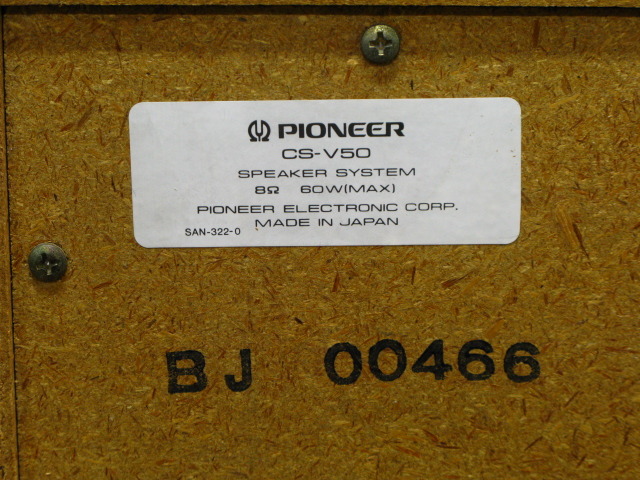 PIONEER
CS-V50
SPEAKER SYSTEM
8Ω 60W(MAX)
PIONEER ELECTRONIC CORP.
MADE IN JAPAN
SAN-322-0
BJ 00466